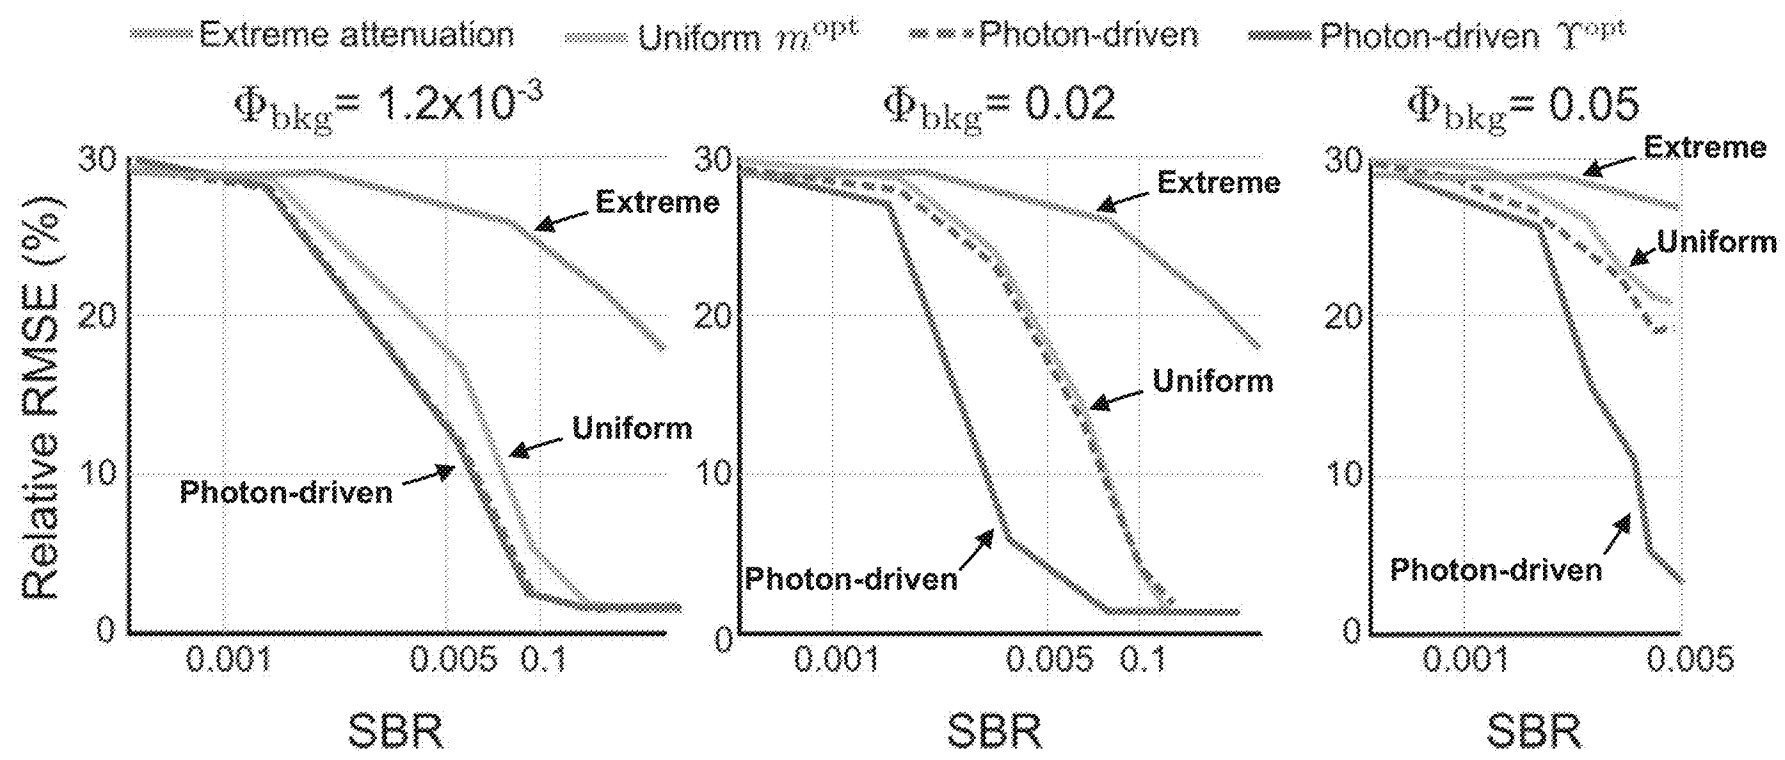 Extreme attenuation Uniform m^opt Photon-driven Photon-driven ϒ^opt
Φ_bkg = 1.2x10^-3
Φ_bkg = 0.02
Φ_bkg = 0.05
Relative RMSE (%)
30
20
10
0
Extreme
Uniform
Photon-driven
0.001 0.005 0.1
SBR
30
20
10
0
Extreme
Uniform
Photon-driven
0.001 0.005 0.1
SBR
30
20
10
0
Extreme
Uniform
Photon-driven
0.001 0.005
SBR